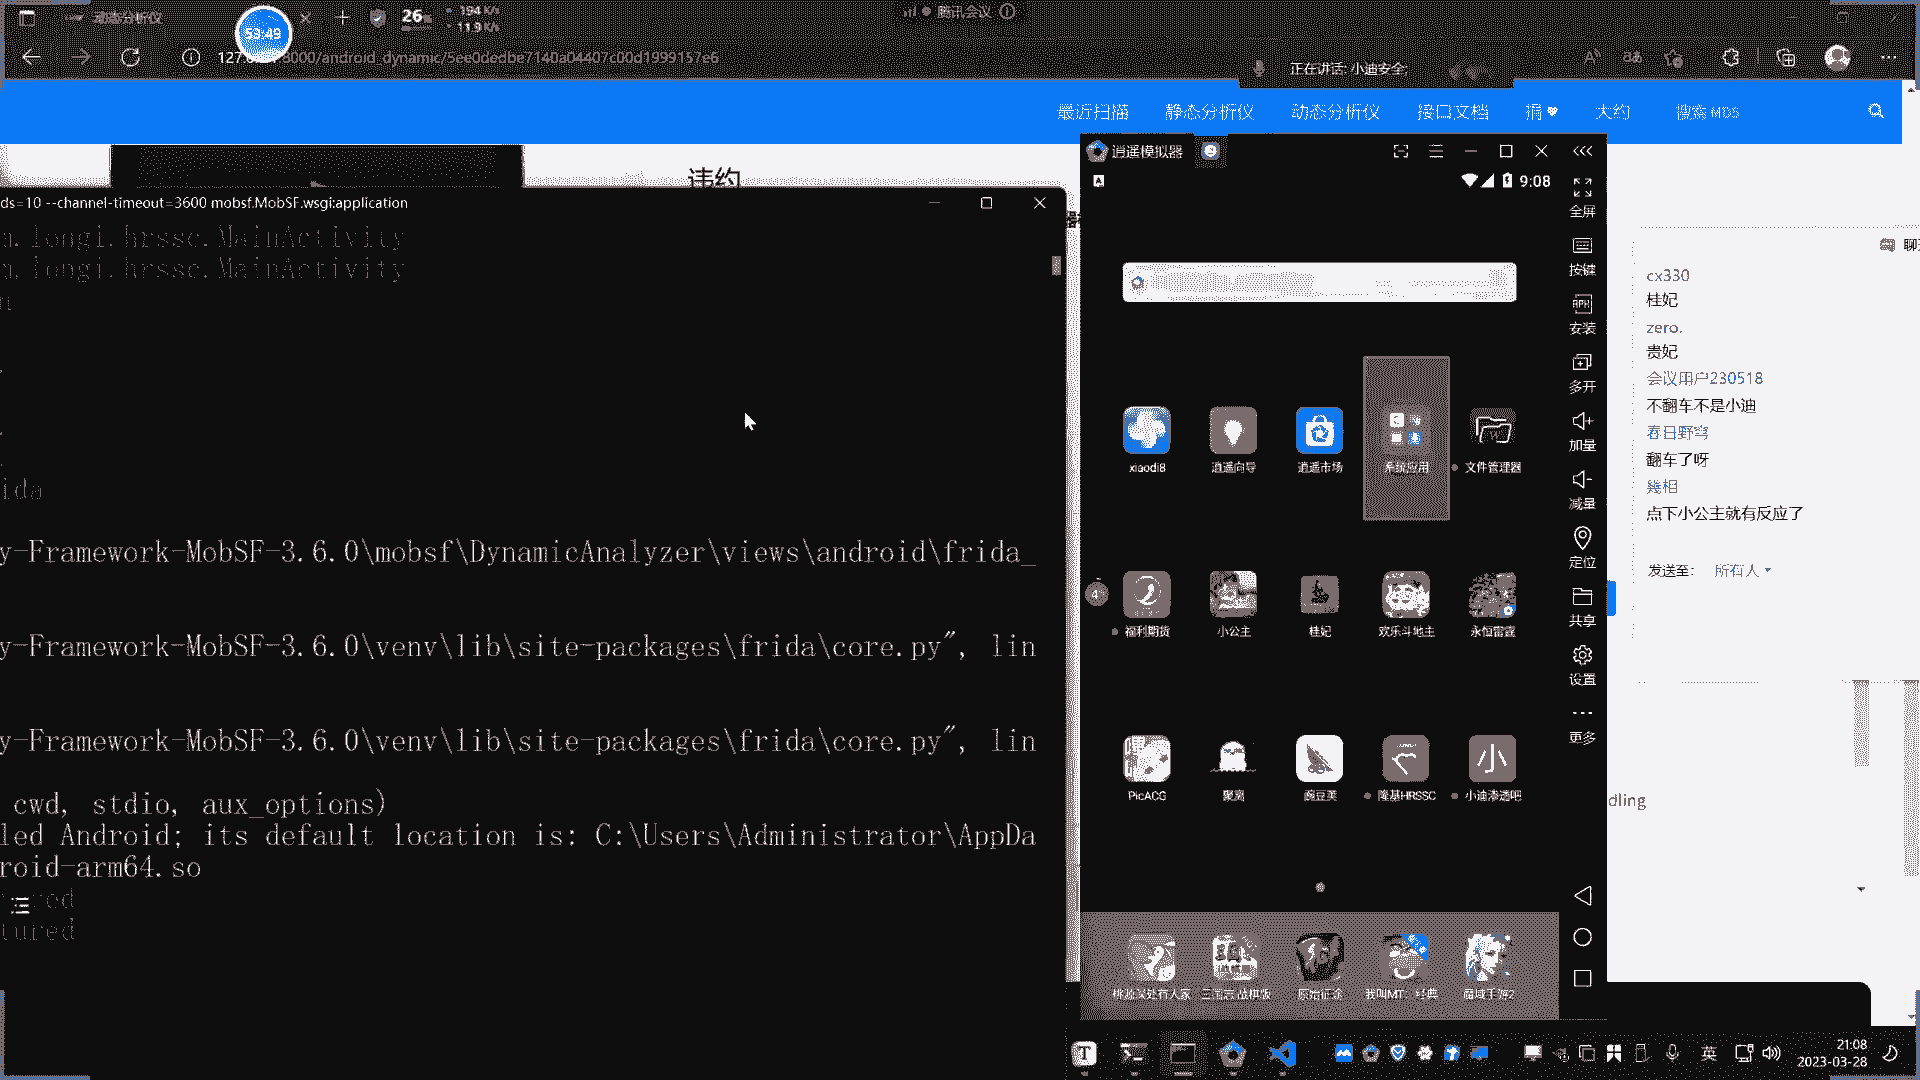 动态分析仪
53:49
26
194 K/s
11.9 K/s
腾讯会议
:8000/android_dynamic/5ee0dedbe7140a04407c00d1999157e6
正在讲话: 小迪安全;
最近扫描
静态分析仪
动态分析仪
接口文档
捐
大约
搜索 MD5
违约
ds=10 --channel-timeout=3600 mobsf.MobSF.wsgi:application
m.longi.hrssc.MainActivity
m.longi.hrssc.MainActivity
ida
y-Framework-MobSF-3.6.0\mobsf\DynamicAnalyzer\views\android\frida_
y-Framework-MobSF-3.6.0\venv\lib\site-packages\frida\core.py", lin
y-Framework-MobSF-3.6.0\venv\lib\site-packages\frida\core.py", lin
cwd, stdio, aux_options)
led Android; its default location is: C:\Users\Administrator\AppDa
roid-arm64.so
tured
逍遥模拟器
9:08
全屏
按键
安装
多开
加量
减量
定位
共享
设置
更多
xiaodi8
逍遥向导
逍遥市场
系统应用
文件管理器
福利期货
小公主
桂妃
欢乐斗地主
永恒雷霆
PicACG
聚窝
豌豆荚
隆基HRSSC
小迪渗透吧
桃源深处有人家
三国志·战棋版
原始征途
我叫MT：经典
魔域手游2
聊
cx330
桂妃
zero.
贵妃
会议用户230518
不翻车不是小迪
春日野穹
翻车了呀
幾相
点下小公主就有反应了
发送至：
所有人
dling
英
21:08
2023-03-28